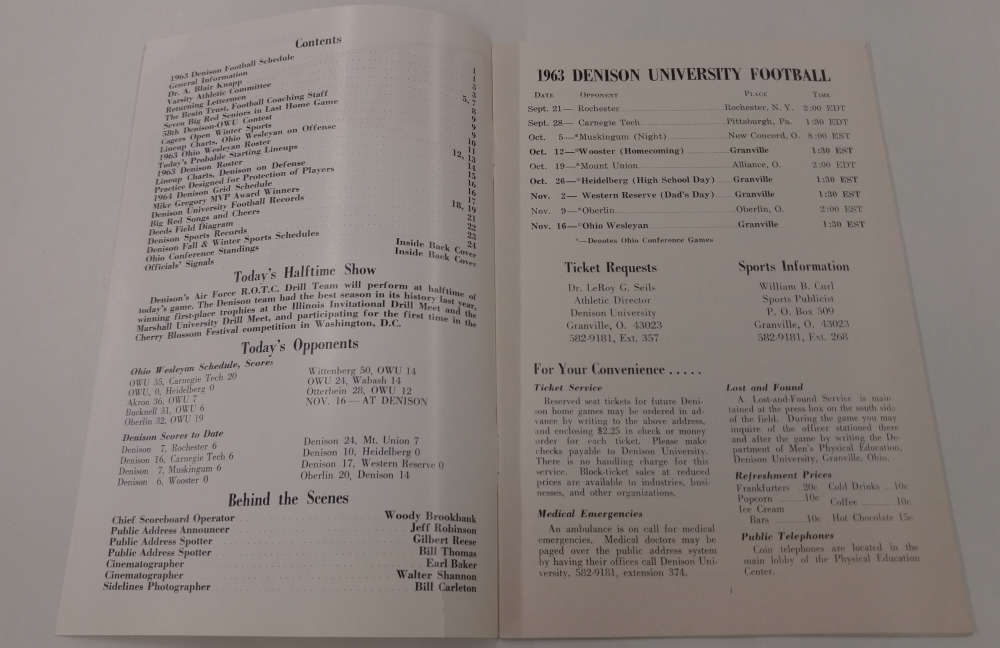 Contents
1963 Denison Football Schedule
General Information
Dr. A. Blair Knapp
Varsity Athletic Committee
Returning Lettermen
The Brain Trust, Football Coaching Staff
Seven Big Red Seniors in Last Home Game
58th Denison-OWU Contest
Cagers Open Winter Sports
Lineup Charts, Ohio Wesleyan on Offense
1963 Ohio Wesleyan Roster
Today's Probable Starting Lineups
1963 Denison Roster
Lineup Charts, Denison on Defense
Practice Designed for Protection of Players
1964 Denison Grid Schedule
Mike Gregory MVP Award Winners
Denison University Football Records
Big Red Songs and Cheers
Deeds Field Diagram
Denison Sports Records
Denison Fall & Winter Sports Schedules
Ohio Conference Standings Inside Back Cover
Officials' Signals Inside Back Cover
Today's Halftime Show
Denison's Air Force R.O.T.C. Drill Team will perform at halftime of
today's game. The Denison team had the best season in its history last year,
winning first-place trophies at the Illinois Invitational Drill Meet and the
Marshall University Drill Meet, and participating for the first time in the
Cherry Blossom Festival competition in Washington, D.C.
Today's Opponents
Ohio Wesleyan Schedule, Scores
OWU 35, Carnegie Tech 20
OWU, 0, Heidelberg 0
Akron 36, OWU 7
Bucknell 31, OWU 6
Oberlin 32, OWU 19
Wittenberg 50, OWU 14
OWU 24, Wabash 14
Otterbein 28, OWU 12
NOV. 16 — AT DENISON
Denison Scores to Date
Denison 7, Rochester 6
Denison 16, Carnegie Tech 6
Denison 7, Muskingum 6
Denison 6, Wooster 0
Denison 24, Mt. Union 7
Denison 10, Heidelberg 0
Denison 17, Western Reserve 0
Oberlin 20, Denison 14
Behind the Scenes
Chief Scoreboard Operator Woody Brookbank
Public Address Announcer Jeff Robinson
Public Address Spotter Gilbert Reese
Public Address Spotter Bill Thomas
Cinematographer Earl Baker
Cinematographer Walter Shannon
Sidelines Photographer Bill Carleton
1963 DENISON UNIVERSITY FOOTBALL
DATE OPPONENT PLACE TIME
Sept. 21— Rochester Rochester, N. Y. 2:00 EDT
Sept. 28— Carnegie Tech Pittsburgh, Pa. 1:30 EDT
Oct. 5—*Muskingum (Night) New Concord, O. 8:00 EST
Oct. 12—*Wooster (Homecoming) Granville 1:30 EST
Oct. 19—*Mount Union Alliance, O. 2:00 EDT
Oct. 26—*Heidelberg (High School Day) Granville 1:30 EST
Nov. 2— Western Reserve (Dad's Day) Granville 1:30 EST
Nov. 9—*Oberlin Oberlin, O. 2:00 EST
Nov. 16—*Ohio Wesleyan Granville 1:30 EST
*—Denotes Ohio Conference Games
Ticket Requests
Dr. LeRoy G. Seils
Athletic Director
Denison University
Granville, O. 43023
582-9181, Ext. 357
Sports Information
William B. Curl
Sports Publicist
P. O. Box 509
Granville, O. 43023
582-9181, Ext. 268
For Your Convenience . . . . .
Ticket Service
Reserved seat tickets for future Deni-
son home games may be ordered in ad-
vance by writing to the above address,
and enclosing $2.25 in check or money
order for each ticket. Please make
checks payable to Denison University.
There is no handling charge for this
service. Block-ticket sales at reduced
prices are available to industries, busi-
nesses, and other organizations.
Medical Emergencies
An ambulance is on call for medical
emergencies. Medical doctors may be
paged over the public address system
by having their offices call Denison Uni-
versity, 582-9181, extension 374.
Lost and Found
A Lost-and-Found Service is main-
tained at the press box on the south side
of the field. During the game you may
inquire of the officer stationed there
and after the game by writing the De-
partment of Men's Physical Education,
Denison University, Granville, Ohio.
Refreshment Prices
Frankfurters 20c Cold Drinks 10c
Popcorn 10c Coffee 10c
Ice Cream
Bars 10c Hot Chocolate 15c
Public Telephones
Coin telephones are located in the
main lobby of the Physical Education
Center.
1